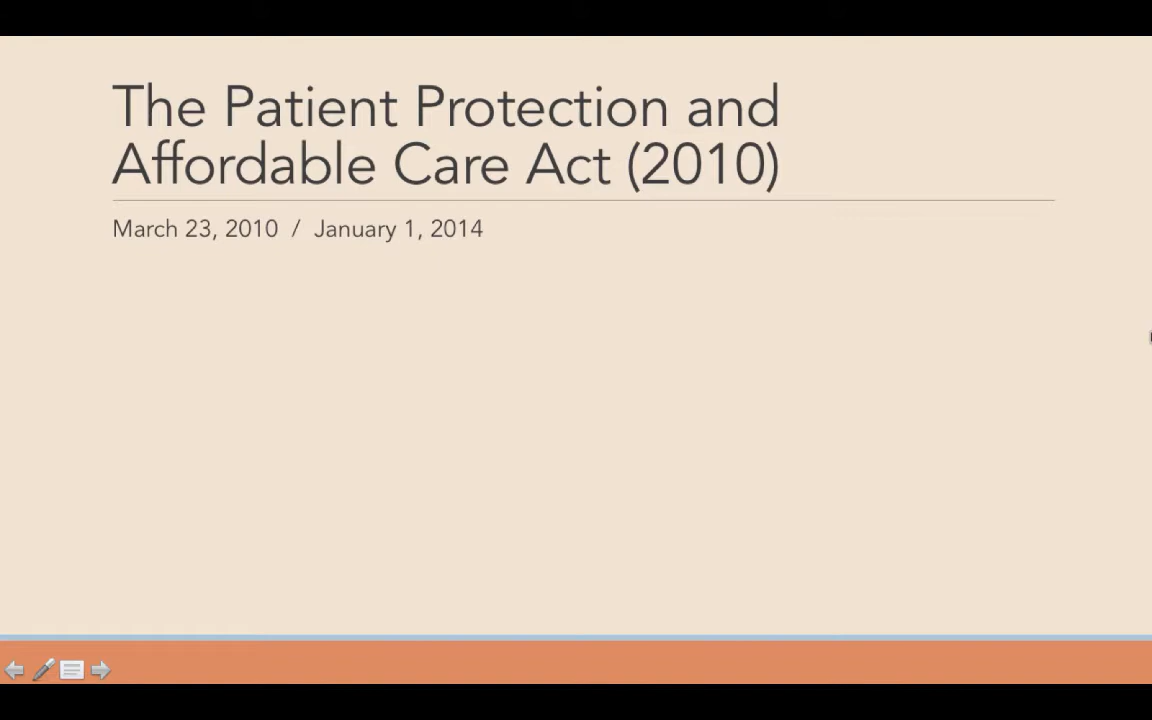 The Patient Protection and
Affordable Care Act (2010)
March 23, 2010 / January 1, 2014